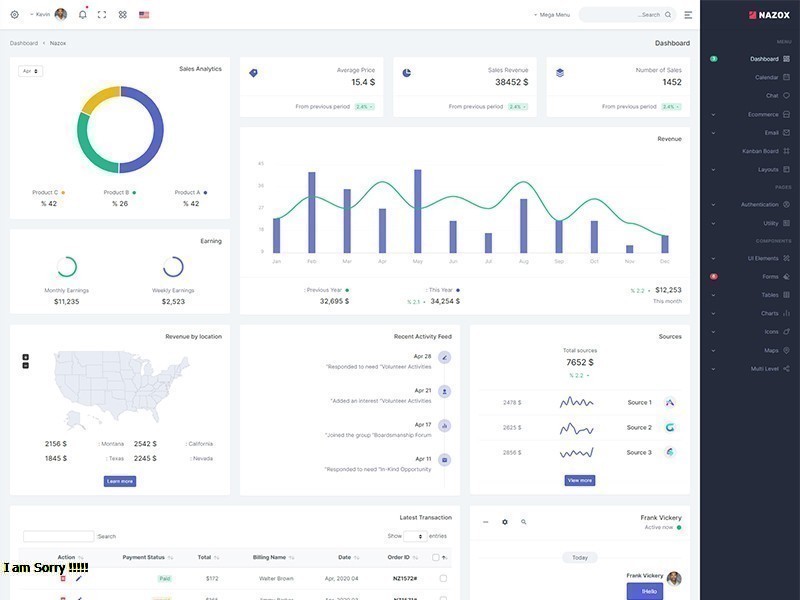 Kevin
Mega Menu
...Search
NAZOX
Dashboard
Nazox
Dashboard
MENU
3
Dashboard
Calendar
Chat
Ecommerce
Email
Kanban Board
Layouts
PAGES
Authentication
Utility
COMPONENTS
UI Elements
8
Forms
Tables
Charts
Icons
Maps
Multi Level
Apr
Sales Analytics
Product C
Product B
Product A
% 42
% 26
% 42
Average Price
15.4 $
From previous period 2.4%
Sales Revenue
38452 $
From previous period 2.4%
Number of Sales
1452
From previous period 2.4%
Revenue
45
36
27
18
9
Jan Feb Mar Apr May Jun Jul Aug Sep Oct Nov Dec
: Previous Year
32,695 $
: This Year
% 2.1 34,254 $
% 2.2 $12,253
This month
Earning
Monthly Earnings
$11,235
Weekly Earnings
$2,523
Revenue by location
2156 $ : Montana 2542 $ : California
1845 $ : Texas 2245 $ : Nevada
Learn more
Recent Activity Feed
Apr 28
"Responded to need "Volunteer Activities
Apr 21
"Added an interest "Volunteer Activities
Apr 17
"Joined the group "Boardsmanship Forum
Apr 11
"Responded to need "In-Kind Opportunity
Sources
Total sources
7652 $
% 2.2
2478 $ Source 1
2625 $ Source 2
2856 $ Source 3
View more
Latest Transaction
Search
Show entries
Action Payment Status Total Billing Name Date Order ID
Paid $172 Walter Brown Apr, 2020 04 NZ1572#
I am Sorry !!!!!
Frank Vickery
Active now
Today
Frank Vickery
!Hello